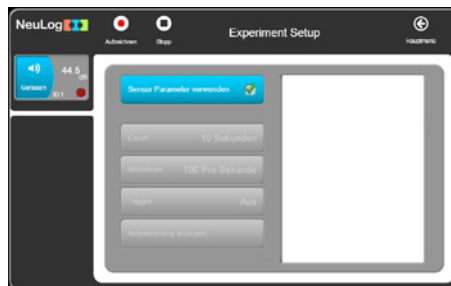 NeuLog
Aufzeichnen
Stopp
Experiment Setup
Hauptmenü
44.5
dB
Geräusch
ID 1
Sensor Parameter verwenden
Dauer 10 Sekunden
Abtastrate 100 Pro Sekunde
Trigger Aus
Aufzeichnung anzeigen